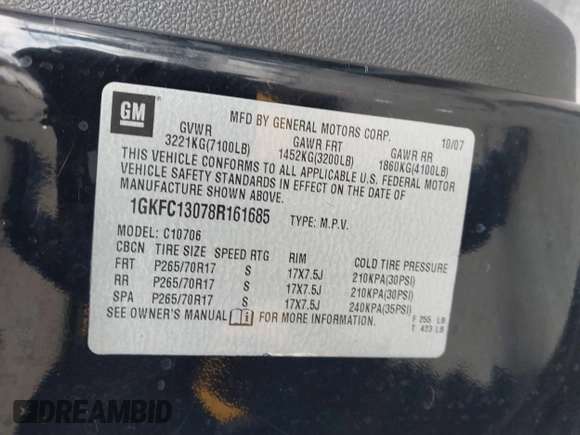 GM
MFD BY GENERAL MOTORS CORP. 10/07
GVWR GAWR FRT GAWR RR
3221KG(7100LB) 1452KG(3200LB) 1860KG(4100LB)
THIS VEHICLE CONFORMS TO ALL APPLICABLE U.S. FEDERAL MOTOR
VEHICLE SAFETY STANDARDS IN EFFECT ON THE DATE OF
MANUFACTURE SHOWN ABOVE.
1GKFC13078R161685 TYPE: M.P.V.
MODEL: C10706
CBCN TIRE SIZE SPEED RTG RIM COLD TIRE PRESSURE
FRT P265/70R17 S 17X7.5J 210KPA(30PSI)
RR P265/70R17 S 17X7.5J 210KPA(30PSI)
SPA P265/70R17 S 17X7.5J 240KPA(35PSI)
SEE OWNER'S MANUAL i FOR MORE INFORMATION.
F 255 LB
T 423 LB
DREAMBID